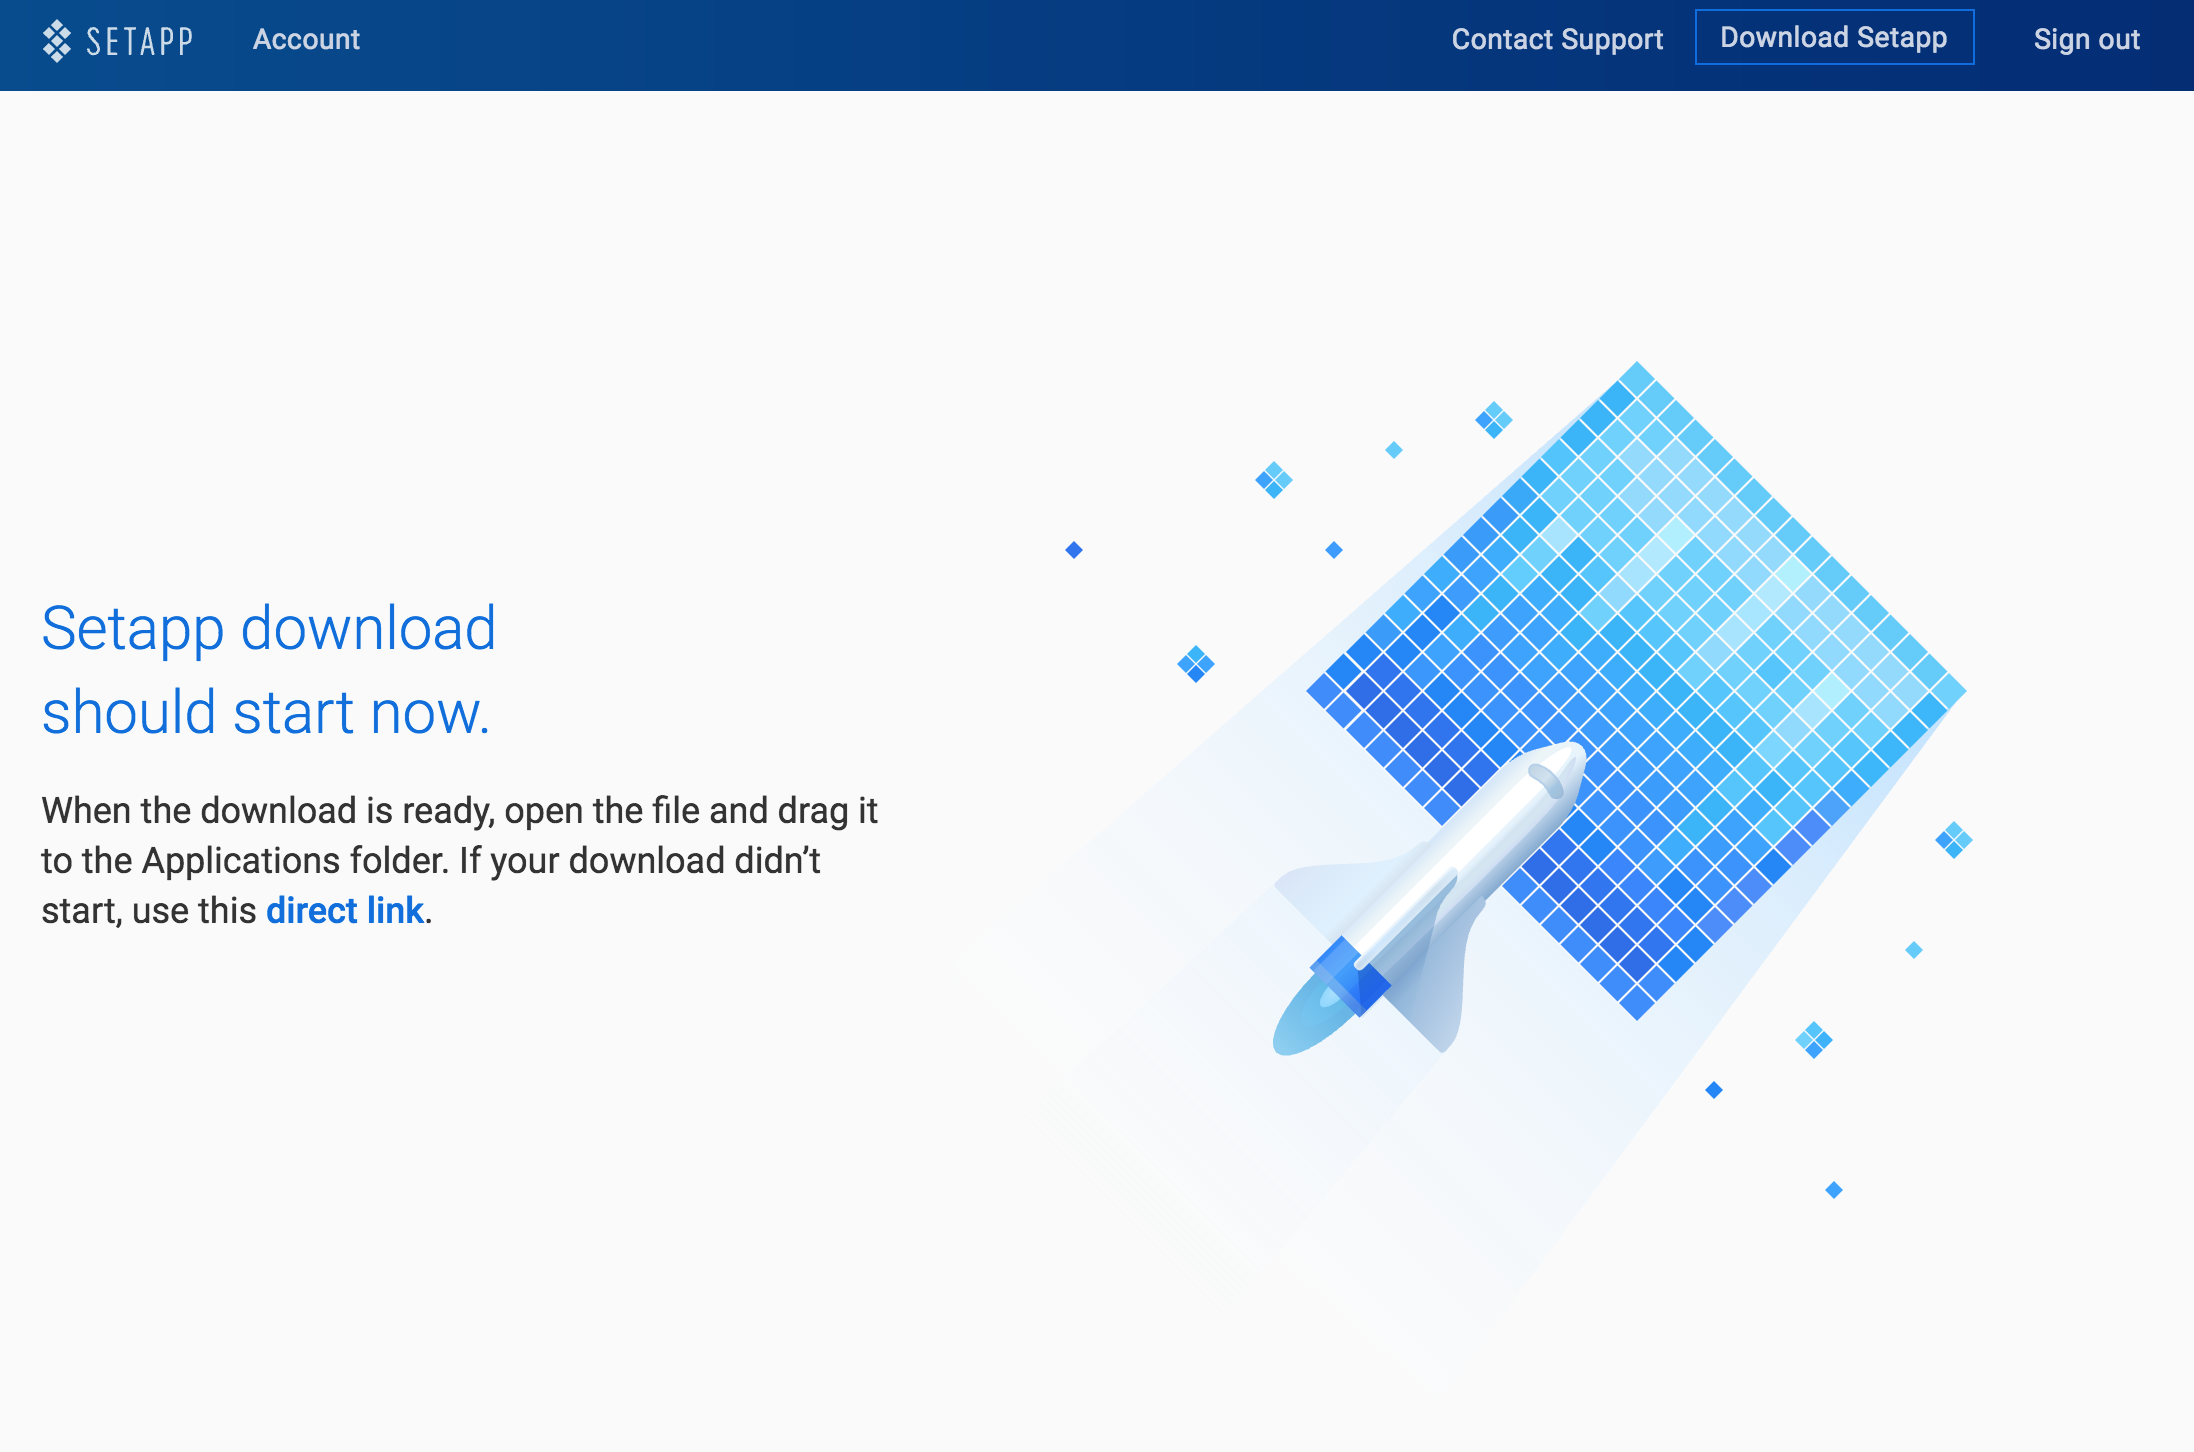 SETAPP
Account
Contact Support
Download Setapp
Sign out
Setapp download
should start now.
When the download is ready, open the file and drag it
to the Applications folder. If your download didn’t
start, use this direct link.